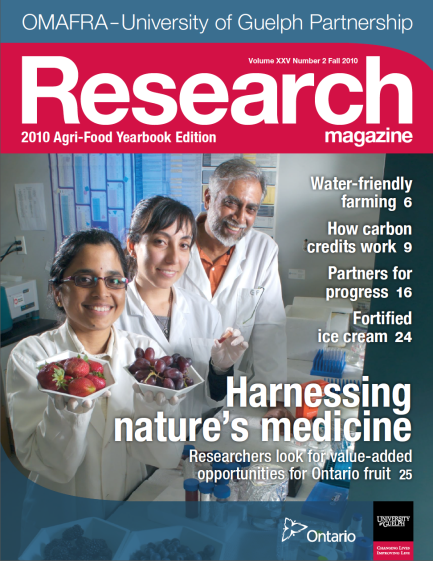 OMAFRA–University of Guelph Partnership
Volume XXV Number 2 Fall 2010
Research
2010 Agri-Food Yearbook Edition
magazine
Water-friendly
farming 6
How carbon
credits work 9
Partners for
progress 16
Fortified
ice cream 24
Harnessing
nature's medicine
Researchers look for value-added
opportunities for Ontario fruit 25
Ontario
UNIVERSITY
of GUELPH
CHANGING LIVES
IMPROVING LIFE